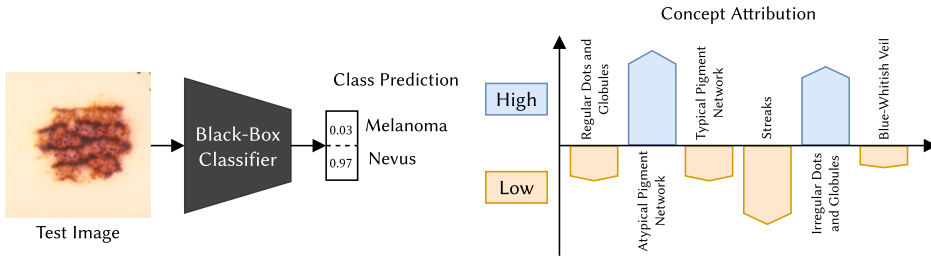 Concept Attribution
Test Image
Black-Box
Classifier
Class Prediction
0.03
Melanoma
0.97
Nevus
High
Low
Regular Dots and
Globules
Atypical Pigment
Network
Typical Pigment
Network
Streaks
Irregular Dots
and Globules
Blue-Whitish Veil